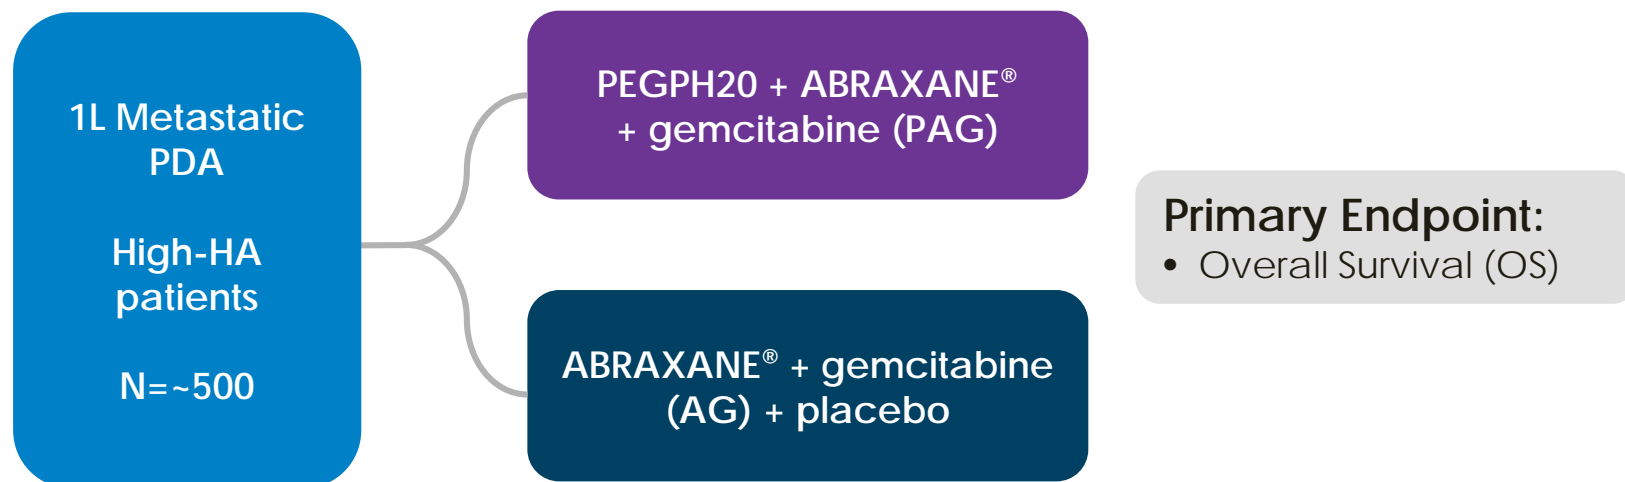 1L Metastatic
PDA
High-HA
patients
N=~500
PEGPH20 + ABRAXANE®
+ gemcitabine (PAG)
ABRAXANE® + gemcitabine
(AG) + placebo
Primary Endpoint:
• Overall Survival (OS)